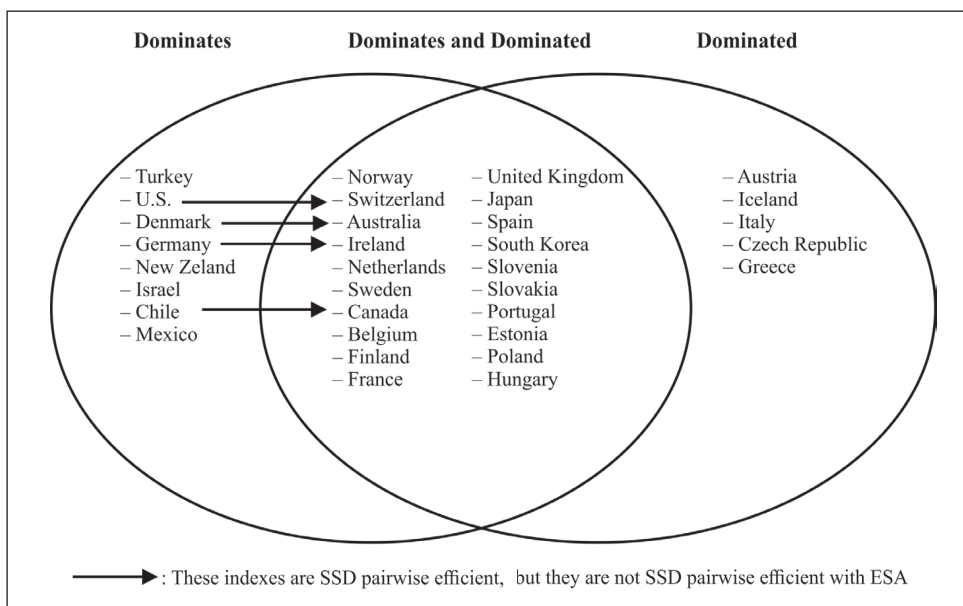 Dominates
Dominates and Dominated
Dominated
– Turkey
– U.S.
– Denmark
– Germany
– New Zeland
– Israel
– Chile
– Mexico
– Norway
– Switzerland
– Australia
– Ireland
– Netherlands
– Sweden
– Canada
– Belgium
– Finland
– France
– United Kingdom
– Japan
– Spain
– South Korea
– Slovenia
– Slovakia
– Portugal
– Estonia
– Poland
– Hungary
– Austria
– Iceland
– Italy
– Czech Republic
– Greece
: These indexes are SSD pairwise efficient, but they are not SSD pairwise efficient with ESA